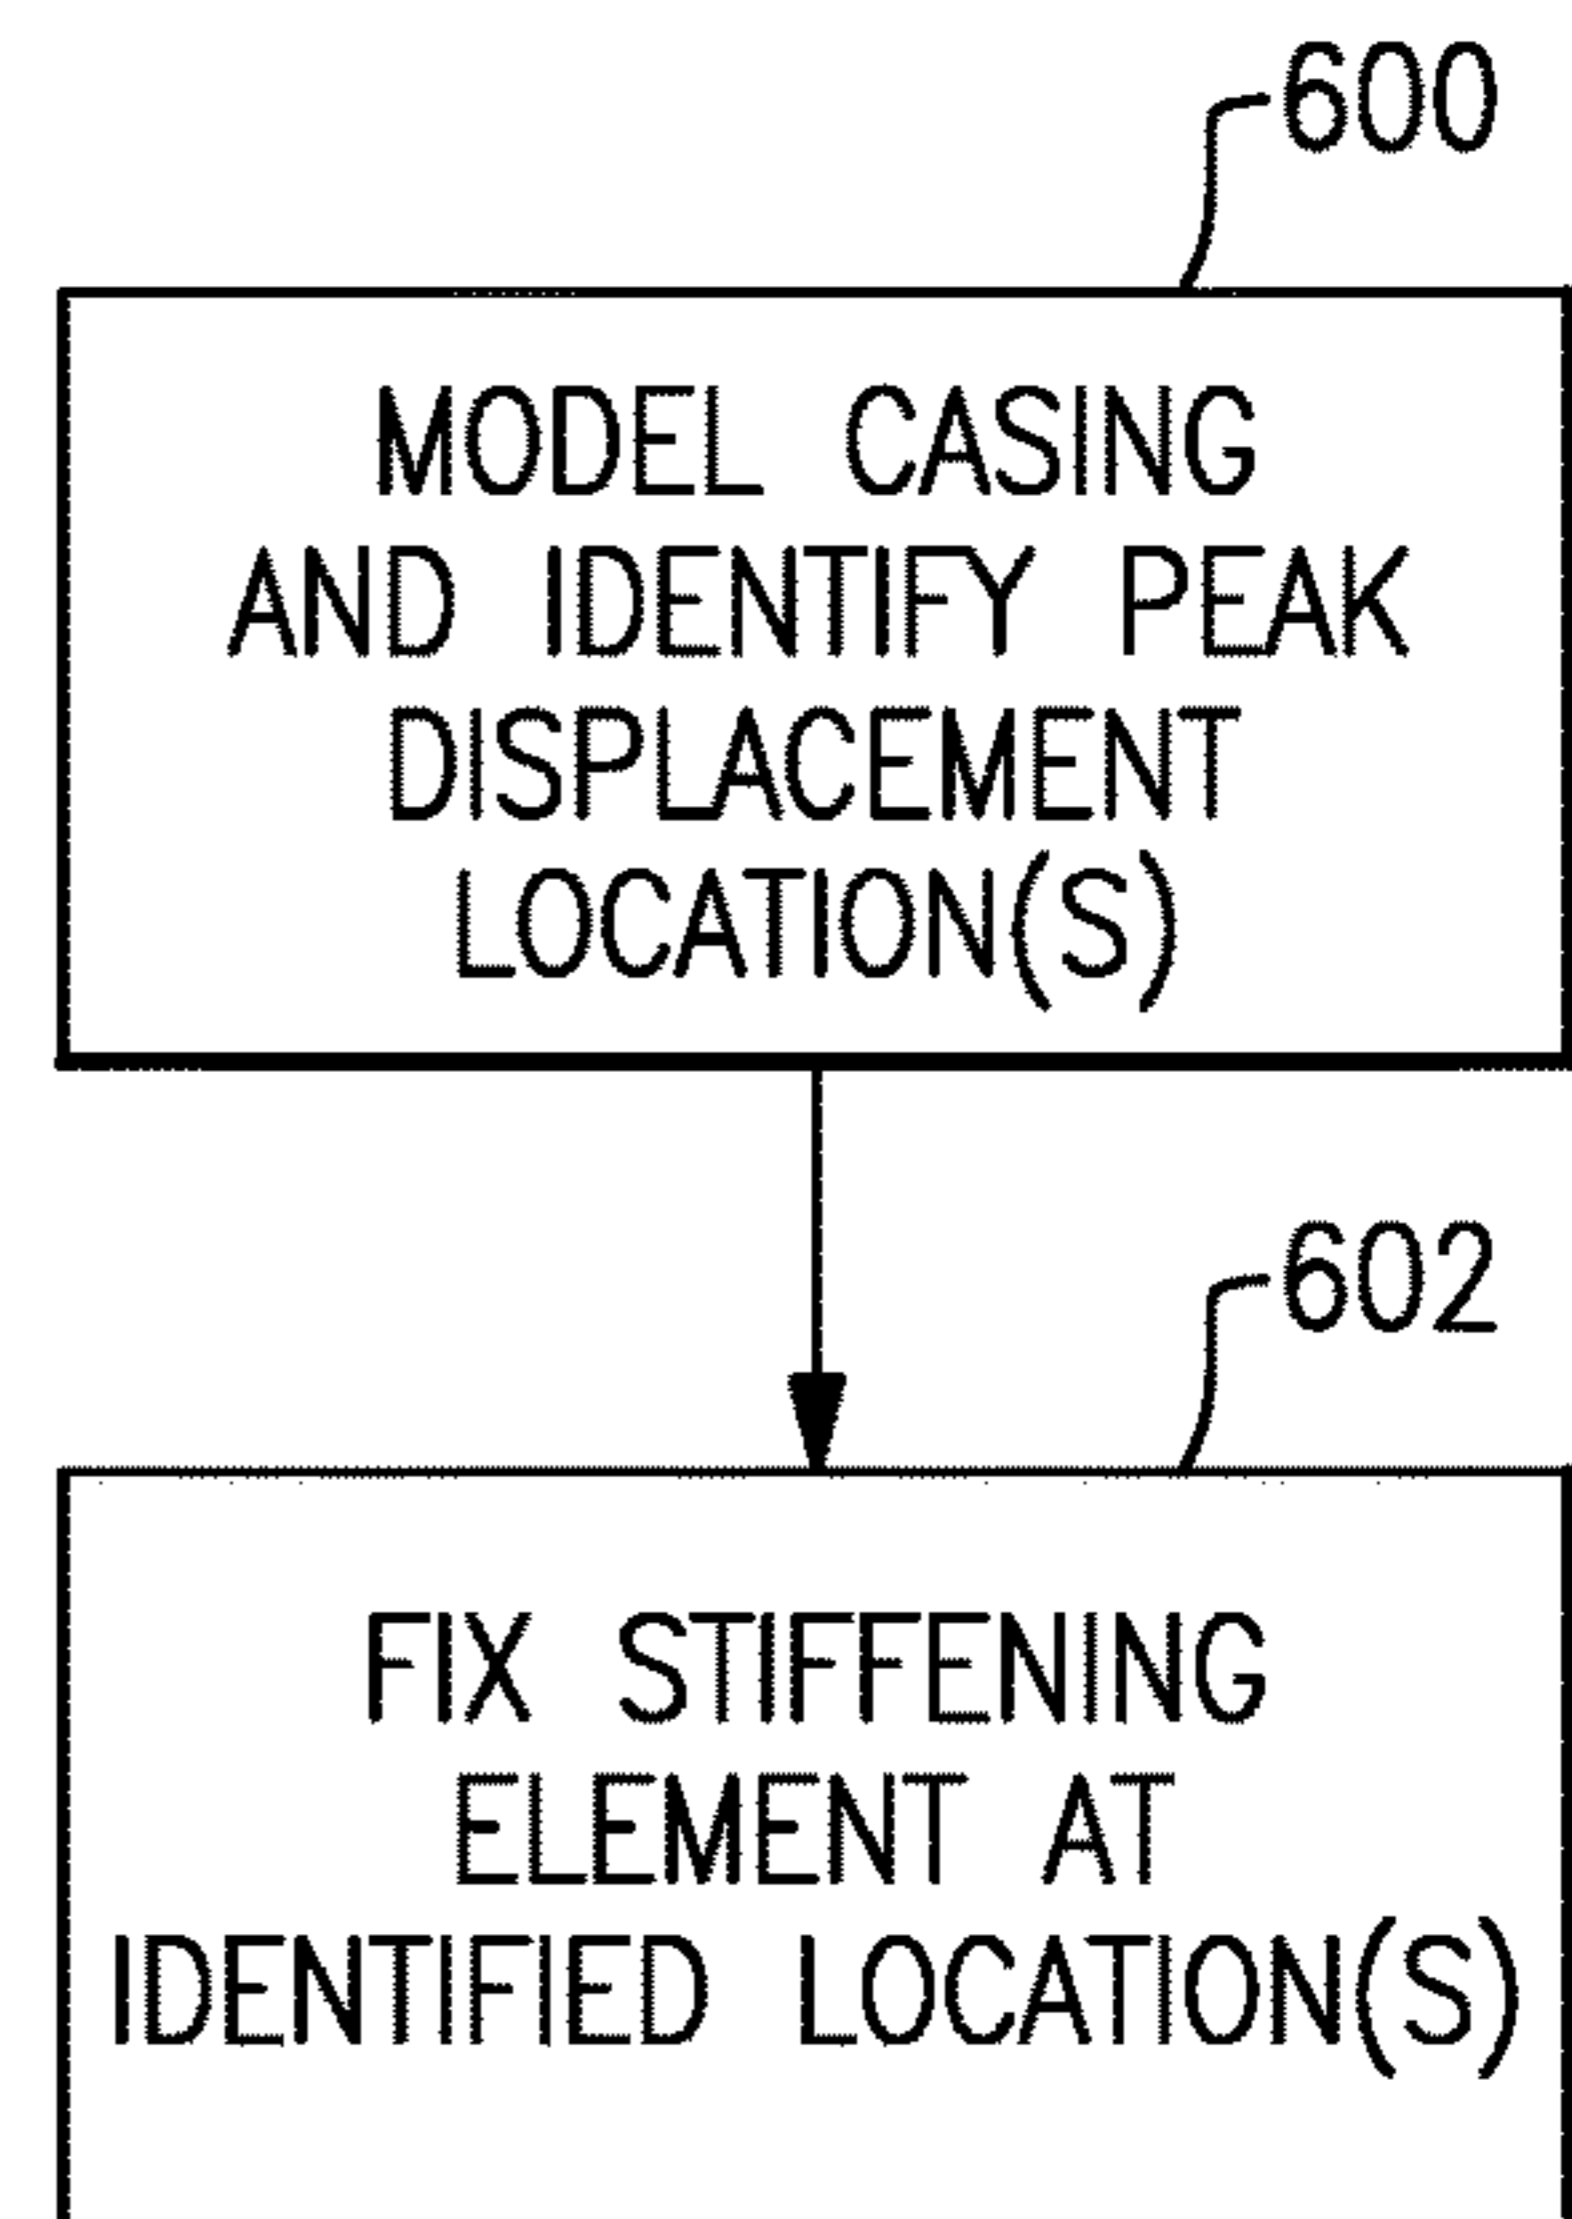 600
MODEL CASING
AND IDENTIFY PEAK
DISPLACEMENT
LOCATION(S)
602
FIX STIFFENING
ELEMENT AT
IDENTIFIED LOCATION(S)